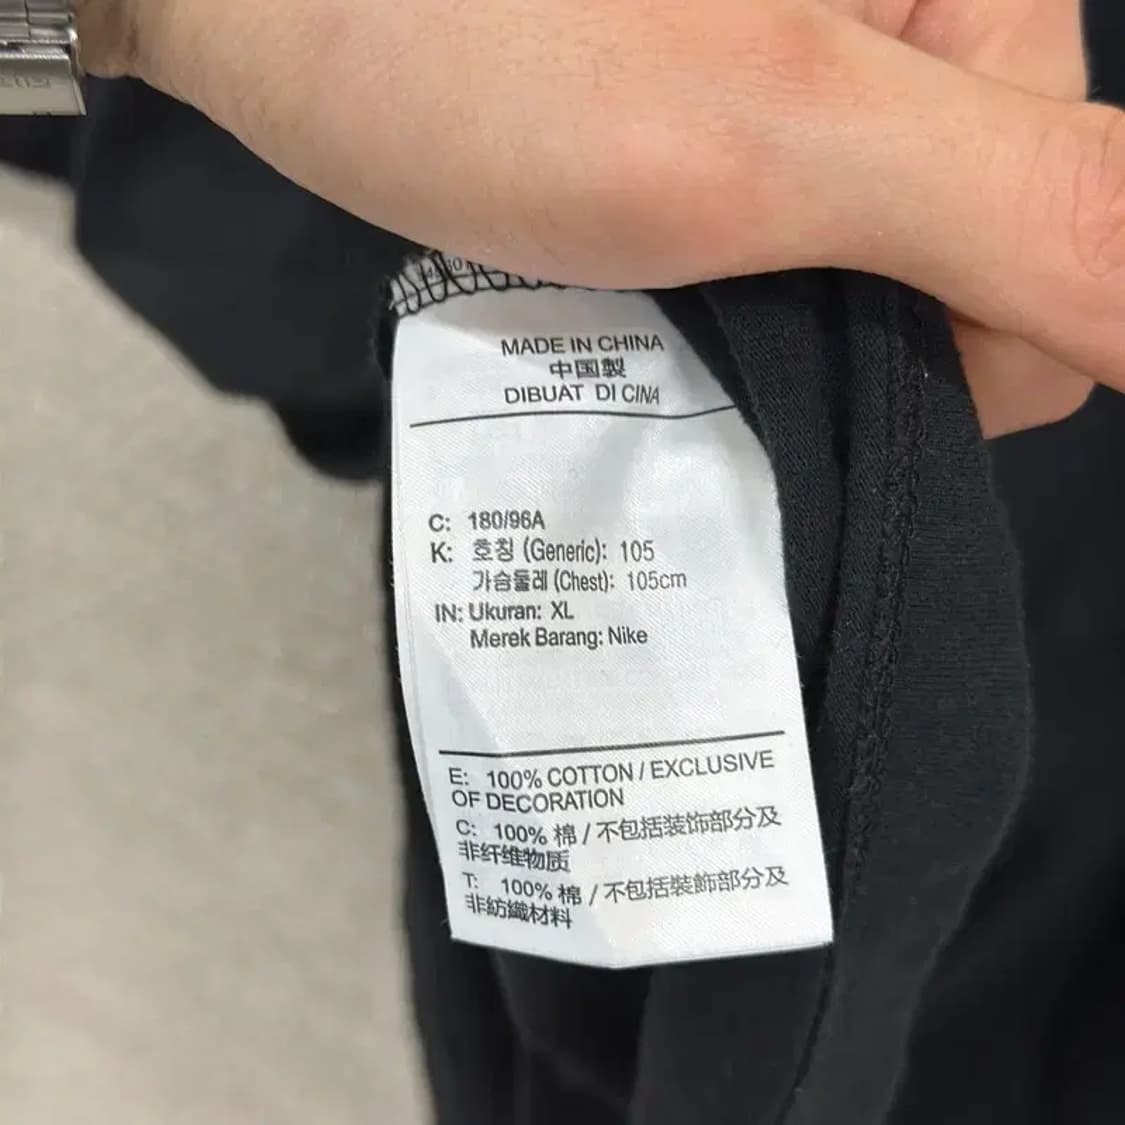 MADE IN CHINA
中国製
DIBUAT DI CINA
C: 180/96A
K: 호칭 (Generic): 105
가슴둘레 (Chest): 105cm
IN: Ukuran: XL
Merek Barang: Nike
E: 100% COTTON / EXCLUSIVE
OF DECORATION
C: 100% 棉 / 不包括装饰部分及
非纤维物质
T: 100% 棉 / 不包括裝飾部分及
非紡織材料